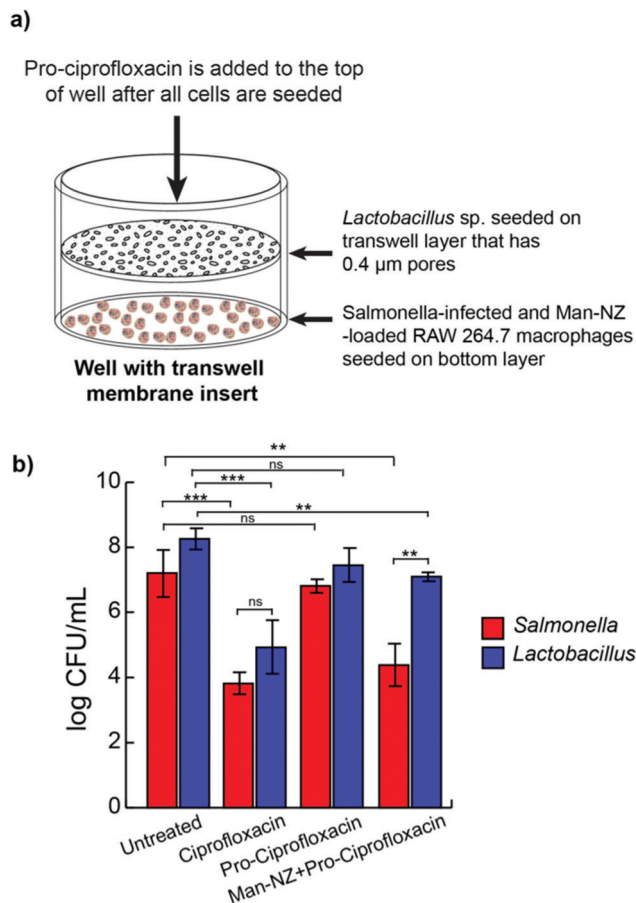 a)
Pro-ciprofloxacin is added to the top
of well after all cells are seeded
Lactobacillus sp. seeded on
transwell layer that has
0.4 µm pores
Salmonella-infected and Man-NZ
-loaded RAW 264.7 macrophages
seeded on bottom layer
Well with transwell
membrane insert
b)
**
ns
***
***
**
ns
**
ns
10
8
6
4
2
0
log CFU/mL
Salmonella
Lactobacillus
Untreated
Ciprofloxacin
Pro-Ciprofloxacin
Man-NZ+Pro-Ciprofloxacin